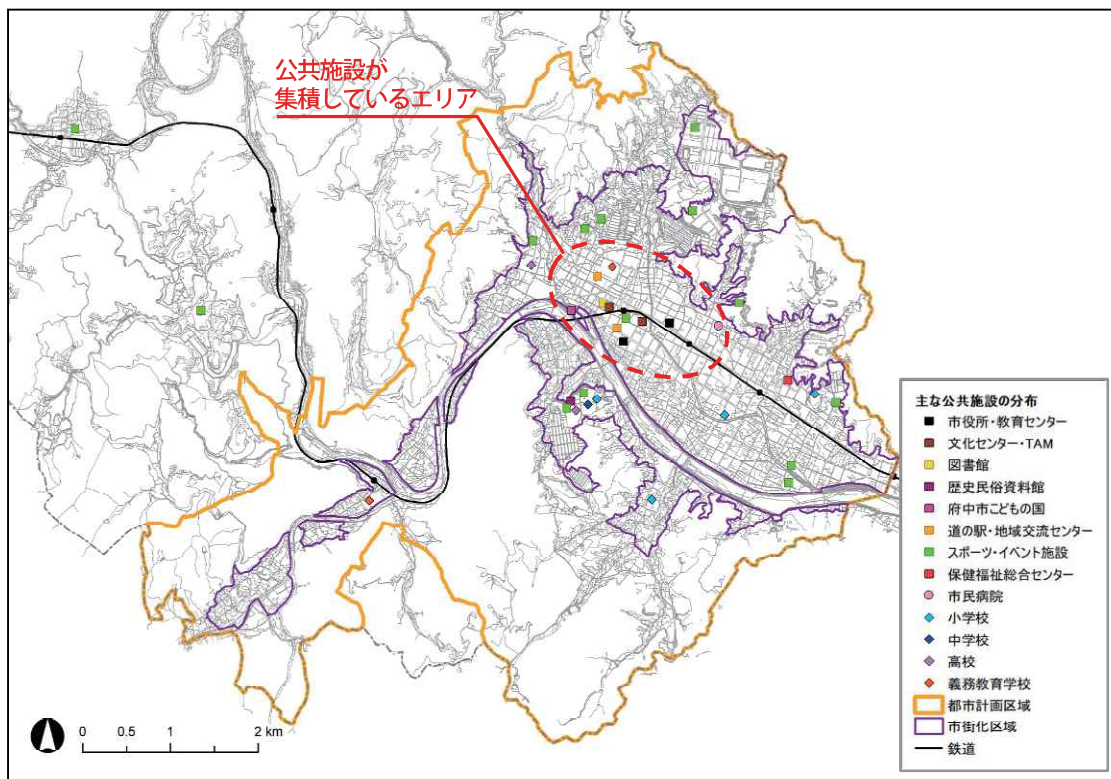 公共施設が
集積しているエリア
主な公共施設の分布
市役所・教育センター
文化センター・TAM
図書館
歴史民俗資料館
府中市こどもの国
道の駅・地域交流センター
スポーツ・イベント施設
保健福祉総合センター
市民病院
小学校
中学校
高校
義務教育学校
都市計画区域
市街化区域
鉄道
0 0.5 1 2 km